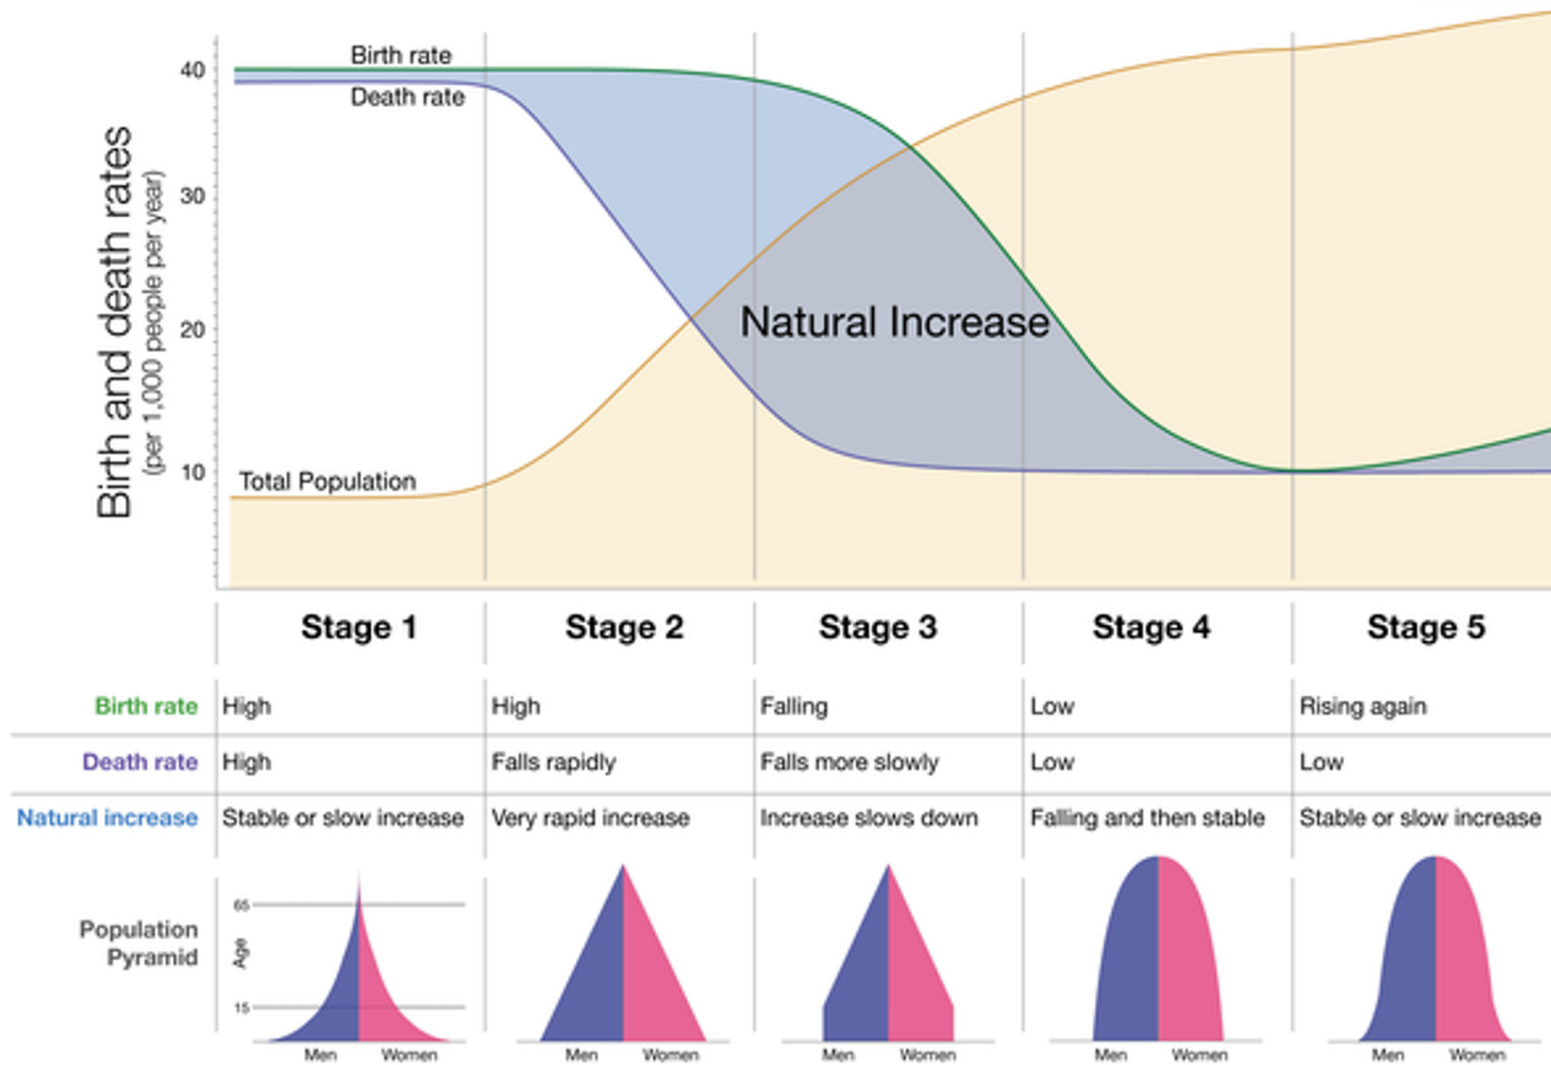 Birth rate
40
Death rate
30
Birth and death rates
(per 1,000 people per year)
Natural Increase
20
Total Population
10
Stage 1 Stage 2 Stage 3 Stage 4 Stage 5
Birth rate High High Falling Low Rising again
Death rate High Falls rapidly Falls more slowly Low Low
Natural increase Stable or slow increase Very rapid increase Increase slows down Falling and then stable Stable or slow increase
Population
Pyramid
65
Age
15
Men Women Men Women Men Women Men Women Men Women